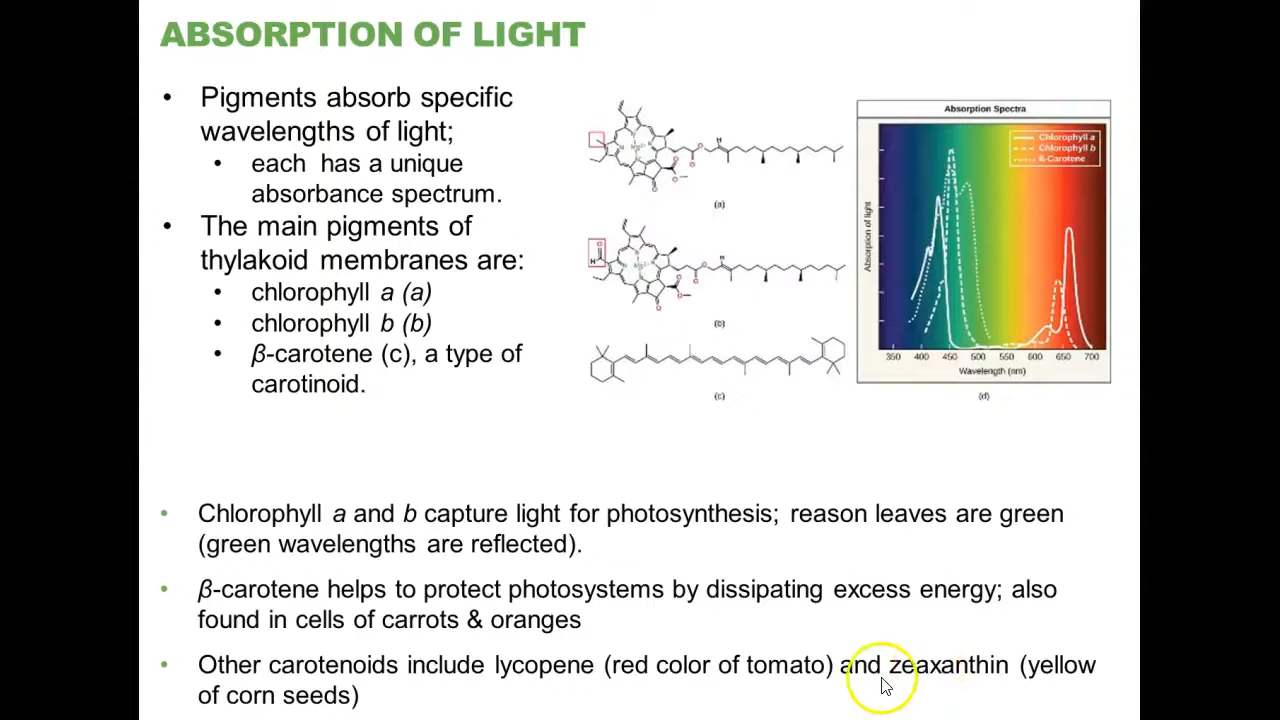 ABSORPTION OF LIGHT
• Pigments absorb specific
wavelengths of light;
• each has a unique
absorbance spectrum.
• The main pigments of
thylakoid membranes are:
• chlorophyll a (a)
• chlorophyll b (b)
• β-carotene (c), a type of
carotinoid.
(a)
(b)
(c)
Absorption Spectra
Chlorophyll a
Chlorophyll b
ß-Carotene
Absorption of light
350 400 450 500 550 600 650 700
Wavelength (nm)
(d)
• Chlorophyll a and b capture light for photosynthesis; reason leaves are green
(green wavelengths are reflected).
• β-carotene helps to protect photosystems by dissipating excess energy; also
found in cells of carrots & oranges
• Other carotenoids include lycopene (red color of tomato) and zeaxanthin (yellow
of corn seeds)